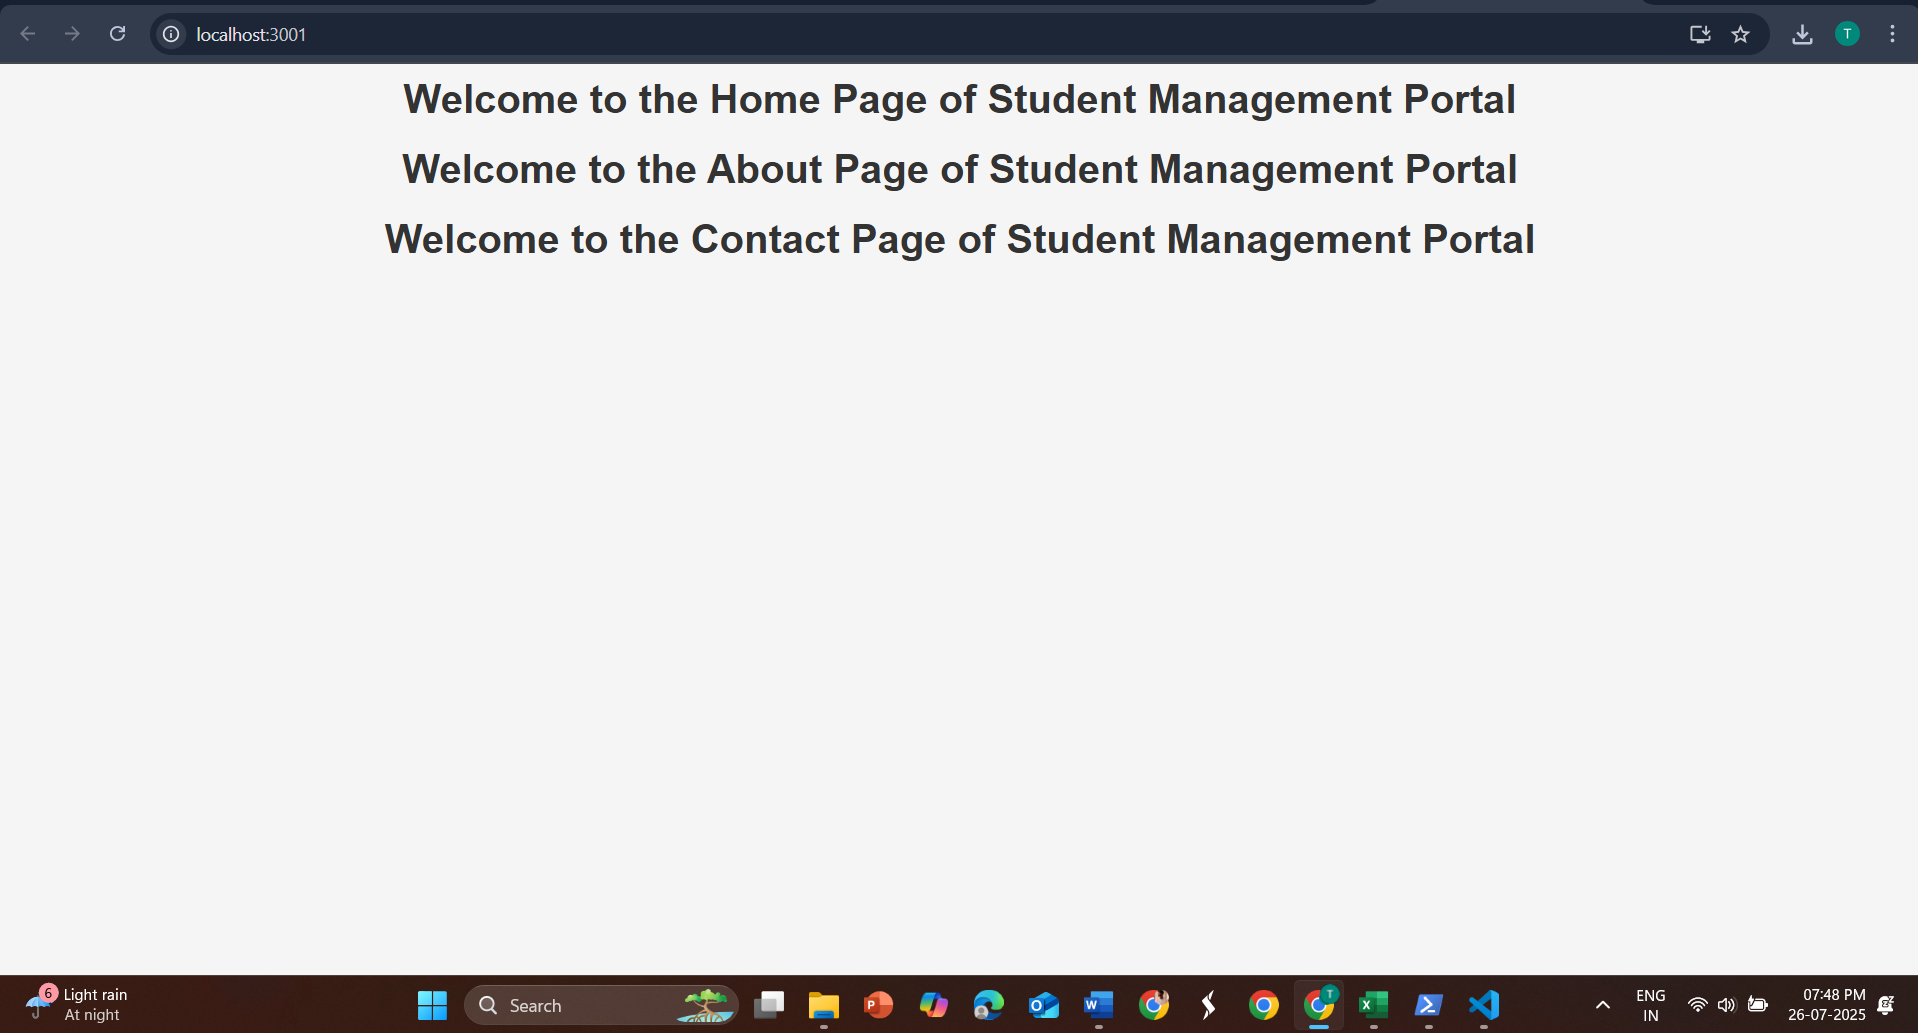 localhost:3001
T
Welcome to the Home Page of Student Management Portal
Welcome to the About Page of Student Management Portal
Welcome to the Contact Page of Student Management Portal
6
Light rain
At night
Search
P
O
W
T
X
ENG
IN
07:48 PM
26-07-2025